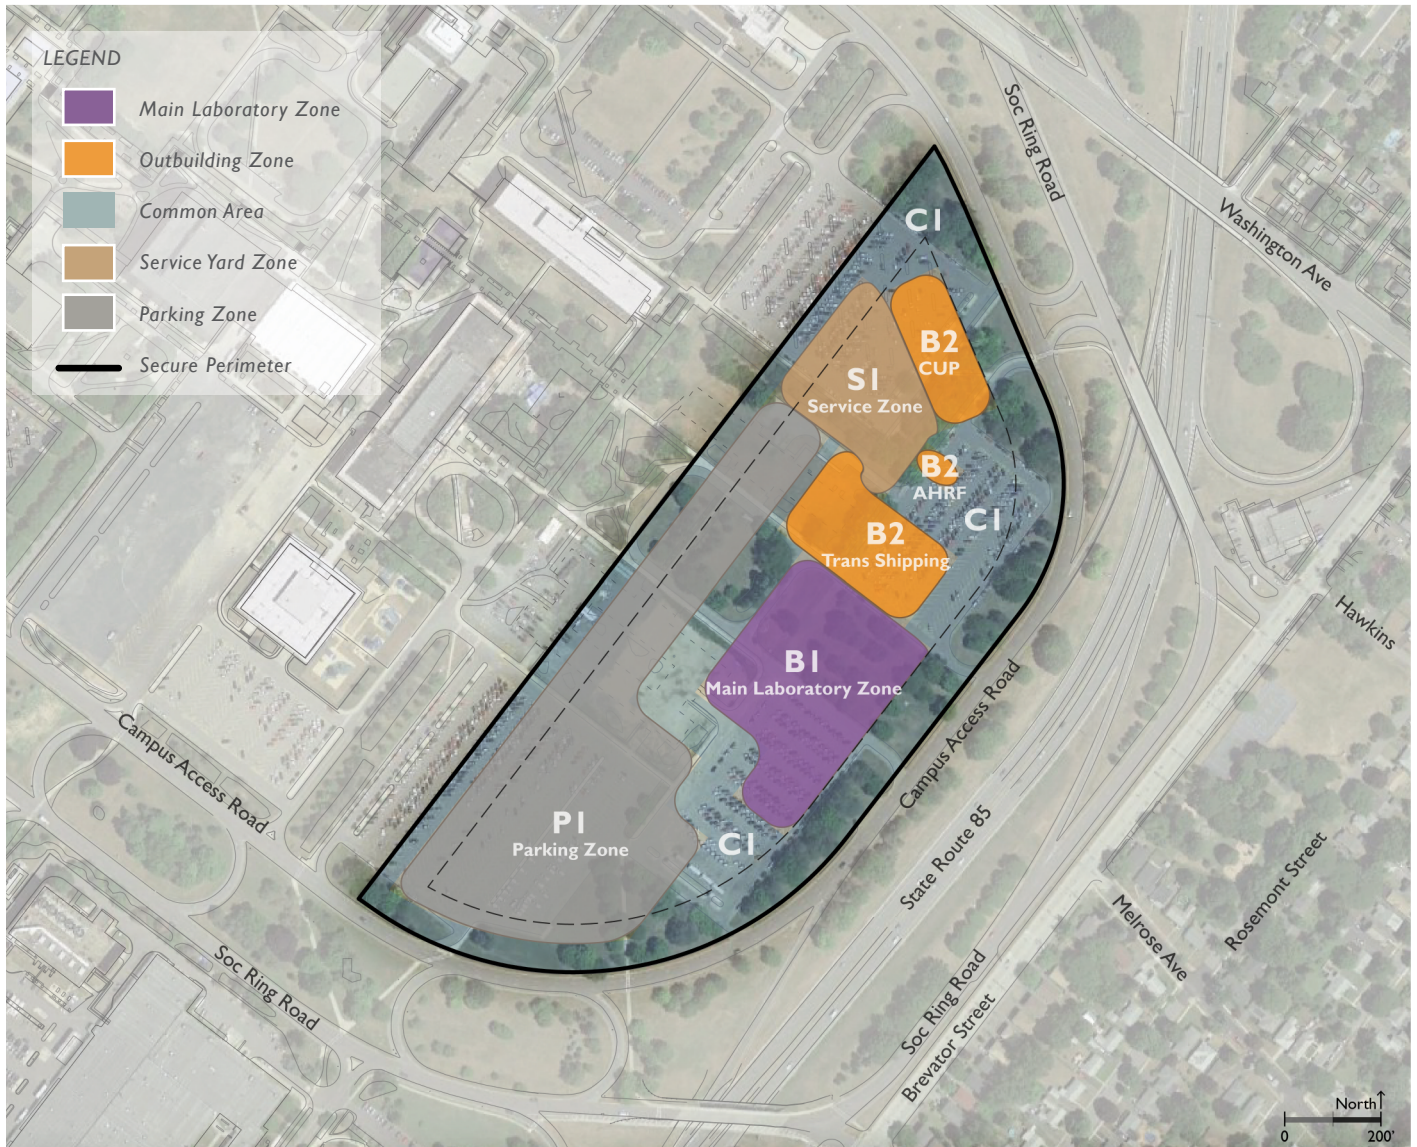 LEGEND
Main Laboratory Zone
Outbuilding Zone
Common Area
Service Yard Zone
Parking Zone
Secure Perimeter
Soc Ring Road
Washington Ave
C1
B2
CUP
S1
Service Zone
B2
AHRF
C1
B2
Trans Shipping
B1
Main Laboratory Zone
Hawkins
Campus Access Road
Campus Access Road
P1
Parking Zone
C1
State Route 85
Rosemont Street
Melrose Ave
Soc Ring Road
Soc Ring Road
Brevator Street
North
0
200'